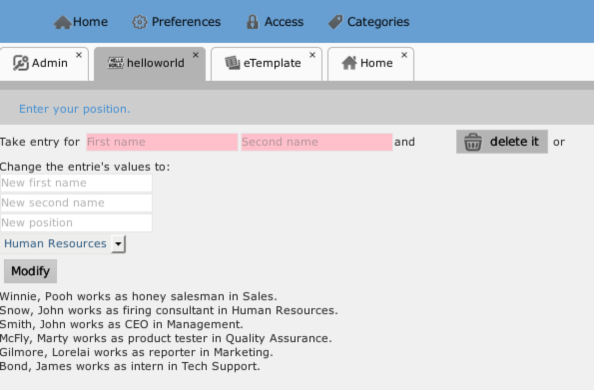 Home Preferences Access Categories
Admin × helloworld × eTemplate × Home ×
Enter your position.
Take entry for First name Second name and delete it or
Change the entrie's values to:
New first name
New second name
New position
Human Resources
Modify
Winnie, Pooh works as honey salesman in Sales.
Snow, John works as firing consultant in Human Resources.
Smith, John works as CEO in Management.
McFly, Marty works as product tester in Quality Assurance.
Gilmore, Lorelai works as reporter in Marketing.
Bond, James works as intern in Tech Support.